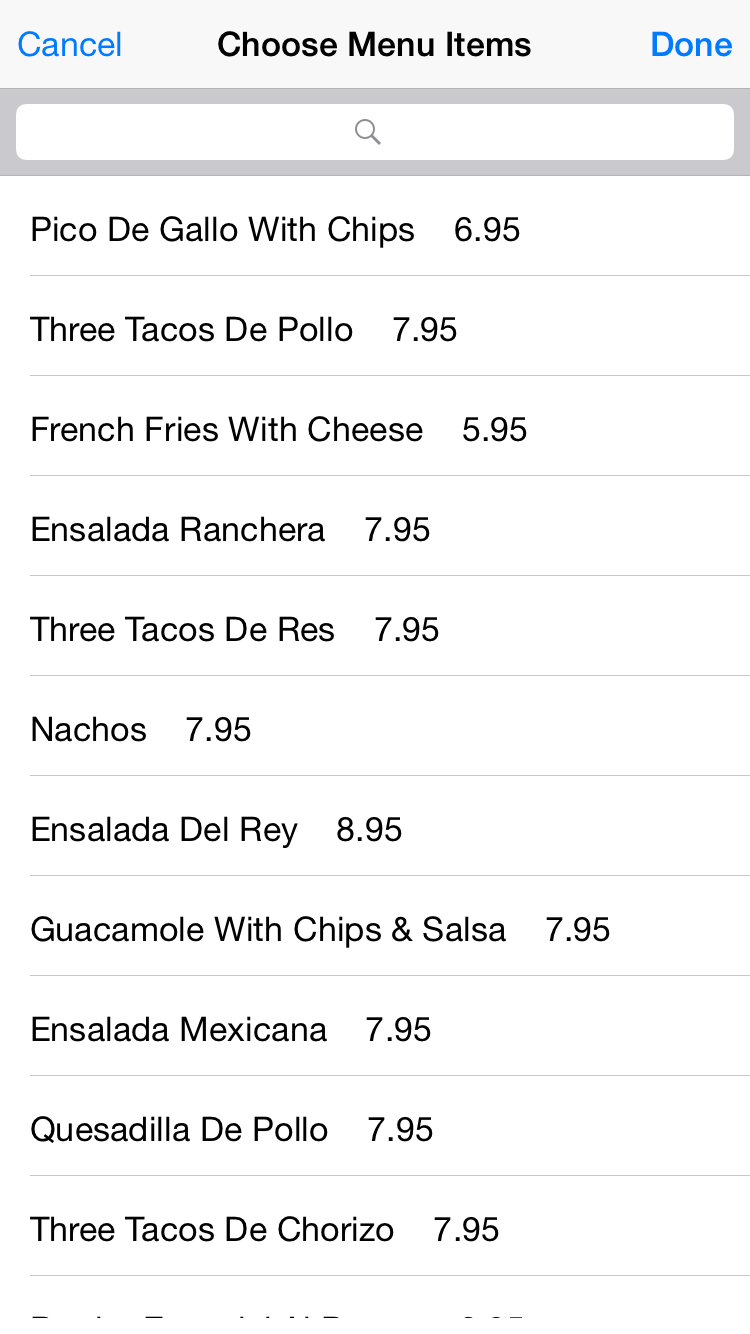 Cancel Choose Menu Items Done
Pico De Gallo With Chips 6.95
Three Tacos De Pollo 7.95
French Fries With Cheese 5.95
Ensalada Ranchera 7.95
Three Tacos De Res 7.95
Nachos 7.95
Ensalada Del Rey 8.95
Guacamole With Chips & Salsa 7.95
Ensalada Mexicana 7.95
Quesadilla De Pollo 7.95
Three Tacos De Chorizo 7.95